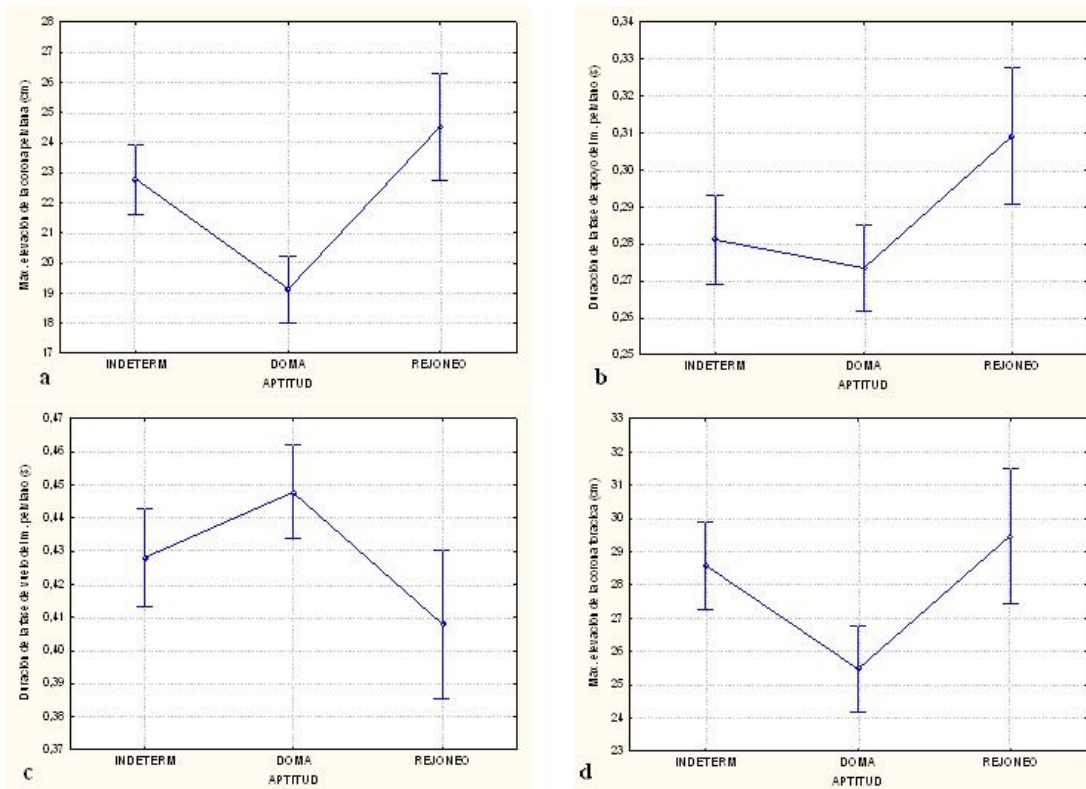 Máx. elevación de la corona pelviana (cm)
28
27
26
25
24
23
22
21
20
19
18
17
INDETERM DOMA REJONEO
APTITUD
a
Duracción de la fase de apoyo del m. pelviano (s)
0,34
0,33
0,32
0,31
0,30
0,29
0,28
0,27
0,26
0,25
INDETERM DOMA REJONEO
APTITUD
b
Duración de la fase de vuelo del m. pelviano (s)
0,47
0,46
0,45
0,44
0,43
0,42
0,41
0,40
0,39
0,38
0,37
INDETERM DOMA REJONEO
APTITUD
c
Máx. elevación de la corona toracica (cm)
33
32
31
30
29
28
27
26
25
24
23
INDETERM DOMA REJONEO
APTITUD
d